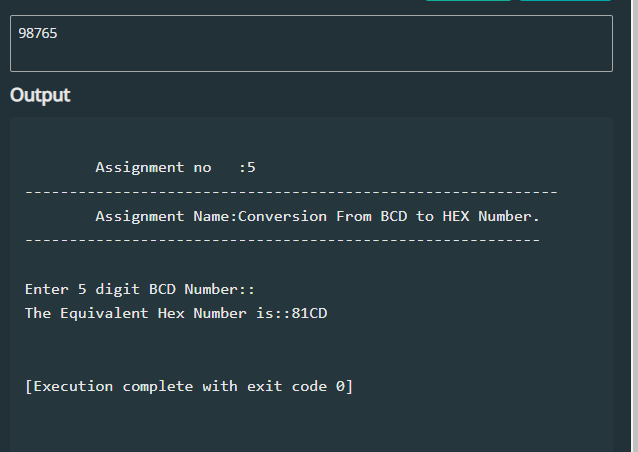 98765
Output
Assignment no   :5
------------------------------------------------------------
Assignment Name:Conversion From BCD to HEX Number.
----------------------------------------------------------
Enter 5 digit BCD Number::
The Equivalent Hex Number is::81CD
[Execution complete with exit code 0]